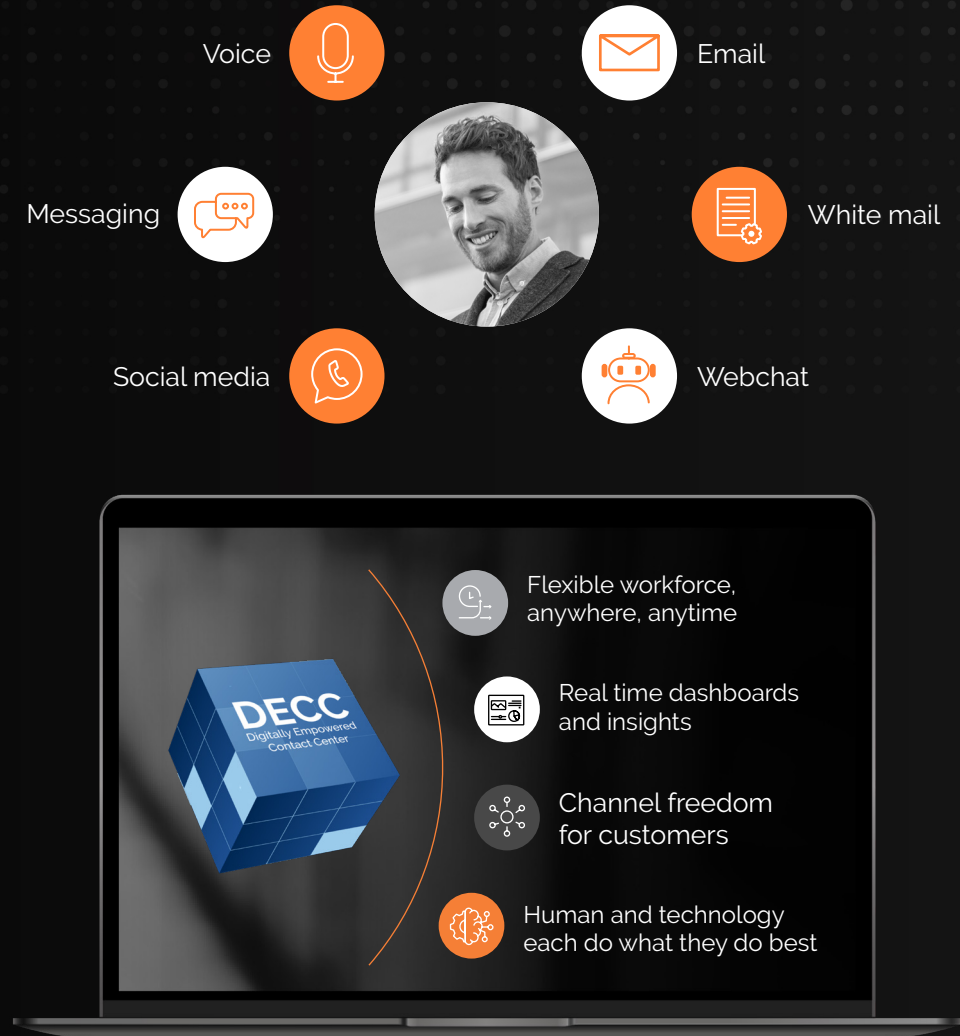 Voice
Email
Messaging
White mail
Social media
Webchat
DECC
Digitally Empowered
Contact Center
Flexible workforce,
anywhere, anytime
Real time dashboards
and insights
Channel freedom
for customers
Human and technology
each do what they do best